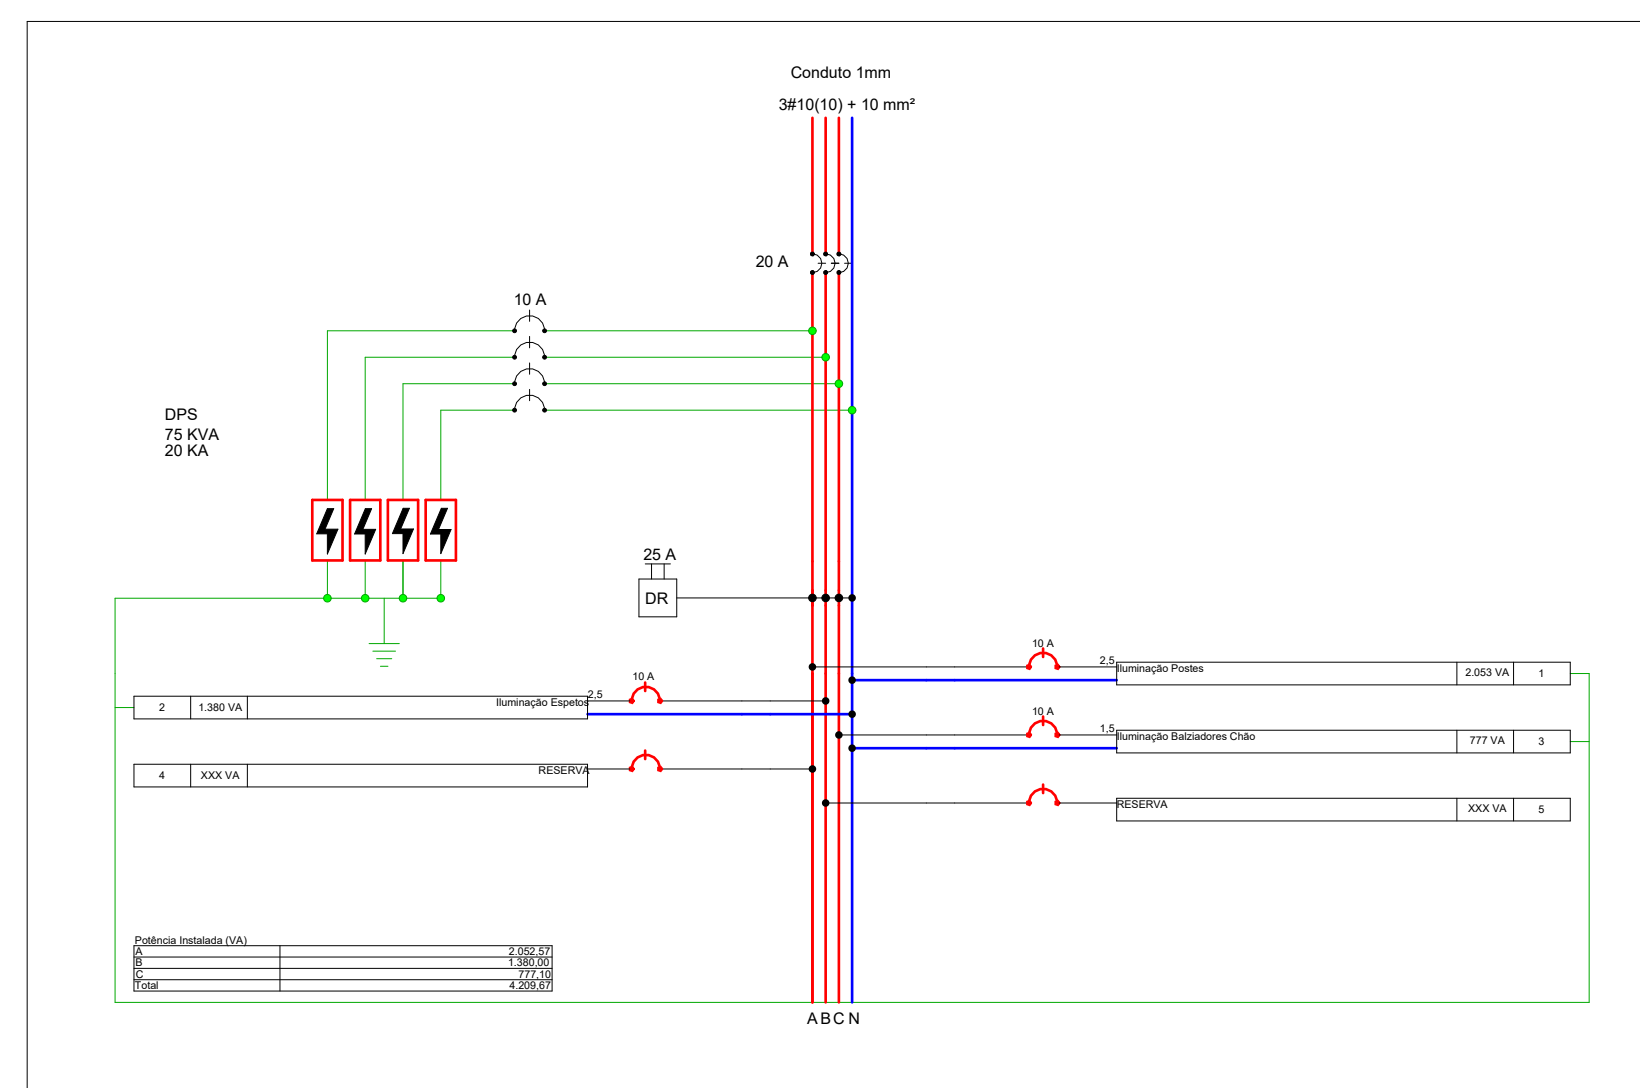 Conduto 1mm
3#10(10) + 10 mm²
20 A
10 A
DPS
75 KVA
20 KA
25 A
DR
10 A
2,5
Iluminação Postes
2.053 VA
1
2
1.380 VA
Iluminação Espetos
2,5
10 A
10 A
1,5
Iluminação Balziadores Chão
777 VA
3
4
XXX VA
RESERVA
RESERVA
XXX VA
5
Potência Instalada (VA)
A 2.052,57
B 1.380,00
C 777,10
Total 4.209,67
A B C N